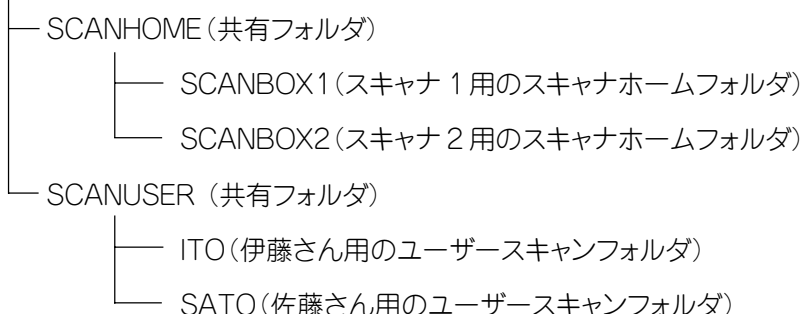 SCANHOME（共有フォルダ）
SCANBOX1（スキャナ 1 用のスキャナホームフォルダ）
SCANBOX2（スキャナ 2 用のスキャナホームフォルダ）
SCANUSER（共有フォルダ）
ITO（伊藤さん用のユーザースキャンフォルダ）
SATO（佐藤さん用のユーザースキャンフォルダ）